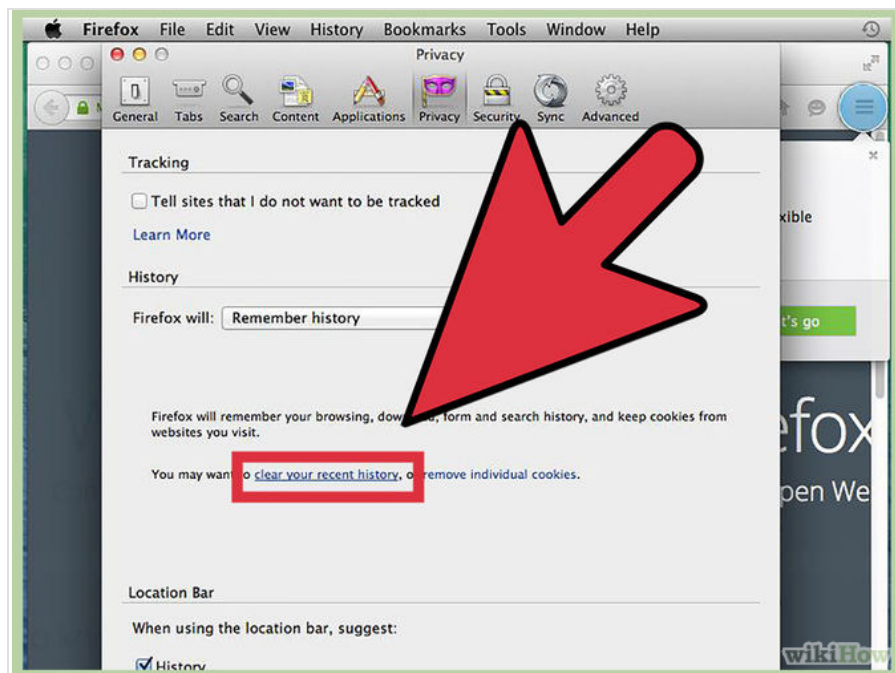 Firefox File Edit View History Bookmarks Tools Window Help
Privacy
General Tabs Search Content Applications Privacy Security Sync Advanced
Tracking
Tell sites that I do not want to be tracked
Learn More
xible
History
Firefox will: Remember history
t's go
Firefox will remember your browsing, form and search history, and keep cookies from
websites you visit.
efox
You may want to clear your recent history, or remove individual cookies.
pen We
Location Bar
When using the location bar, suggest:
History
wikiHow